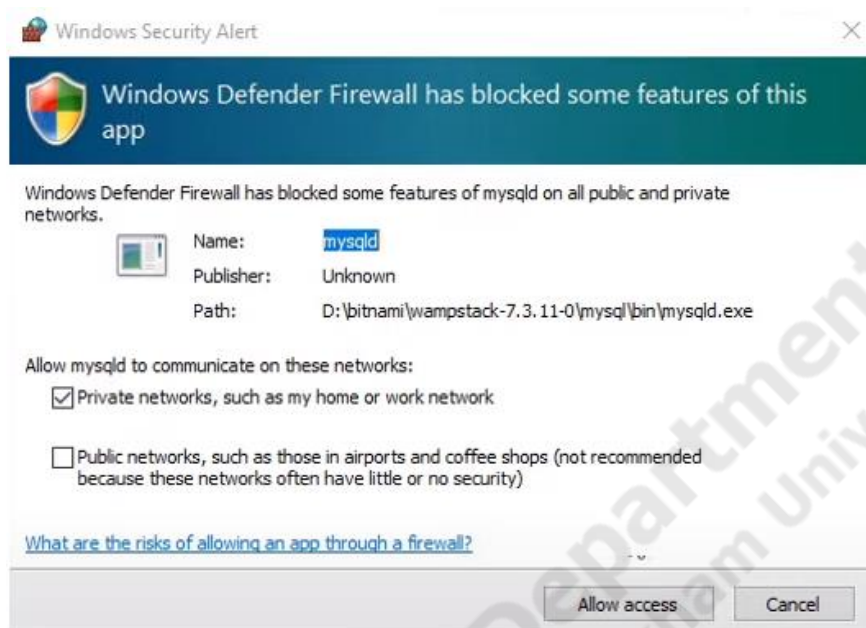 Windows Security Alert
Windows Defender Firewall has blocked some features of this
app
Windows Defender Firewall has blocked some features of mysqld on all public and private
networks.
Name: mysqld
Publisher: Unknown
Path: D:\bitnami\wampstack-7.3.11-0\mysql\bin\mysqld.exe
Allow mysqld to communicate on these networks:
Private networks, such as my home or work network
Public networks, such as those in airports and coffee shops (not recommended
because these networks often have little or no security)
What are the risks of allowing an app through a firewall?
Allow access Cancel
Department